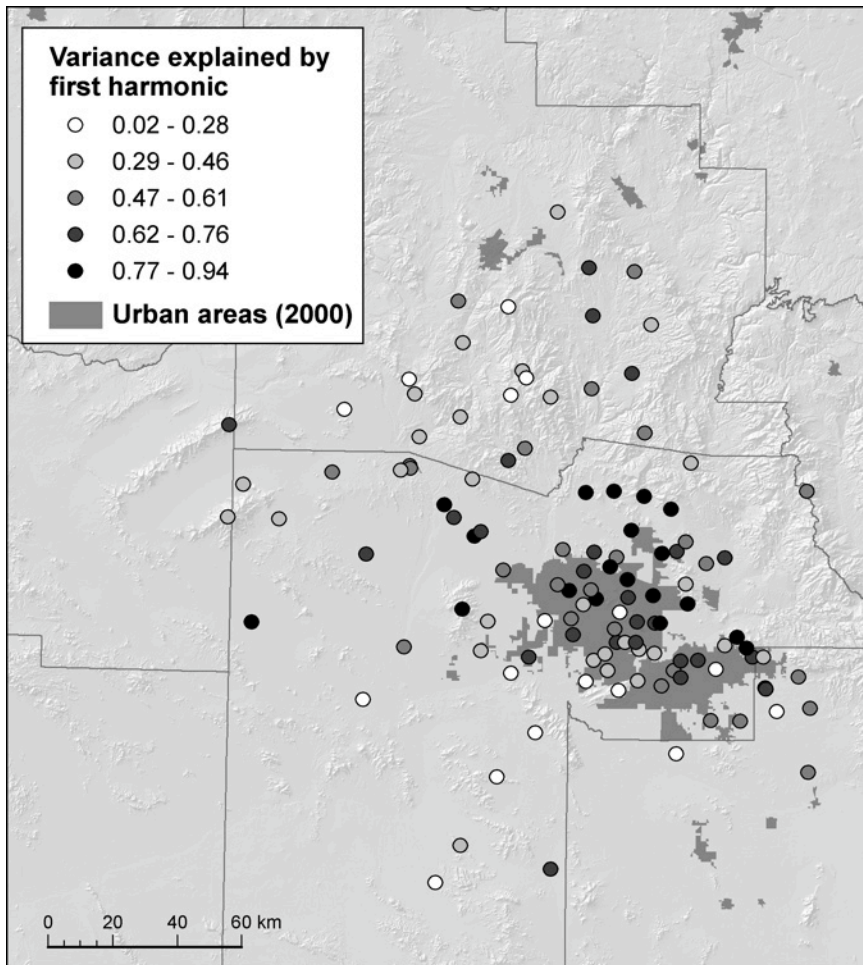 Variance explained by
first harmonic
0.02 - 0.28
0.29 - 0.46
0.47 - 0.61
0.62 - 0.76
0.77 - 0.94
Urban areas (2000)
0 20 40 60 km